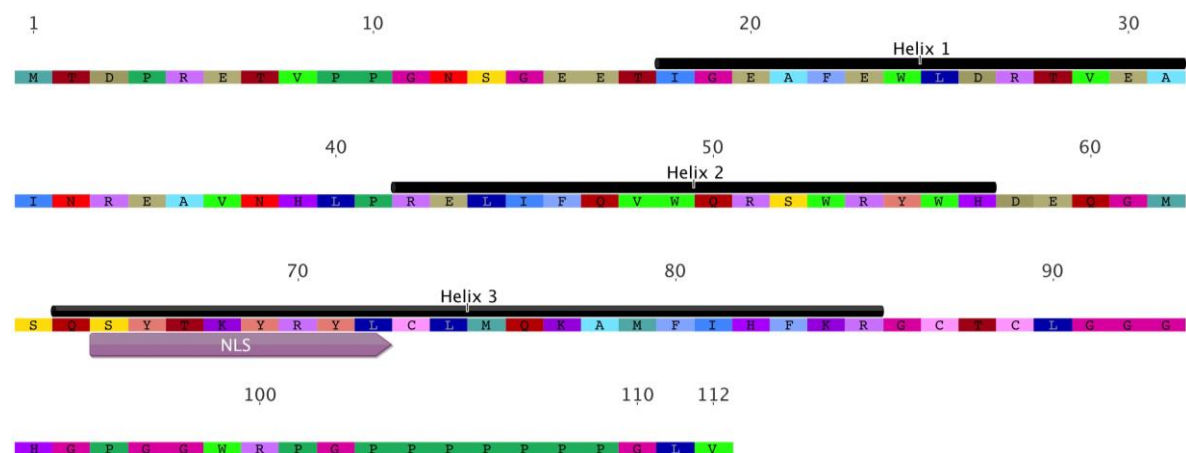 1 10 20 30
Helix 1
M T D P R E T V P P G N S G E E T I G E A F E W L D R T V E A
40 50 60
Helix 2
I N R E A V N H L P R E L I F Q V W Q R S W R Y W H D E Q G M
70 80 90
Helix 3
S Q S Y T K Y R Y L C L M Q K A M F I H F K R G C T C L G G G
NLS
100 110 112
H G P G G W R P G P P P P P P P G L V